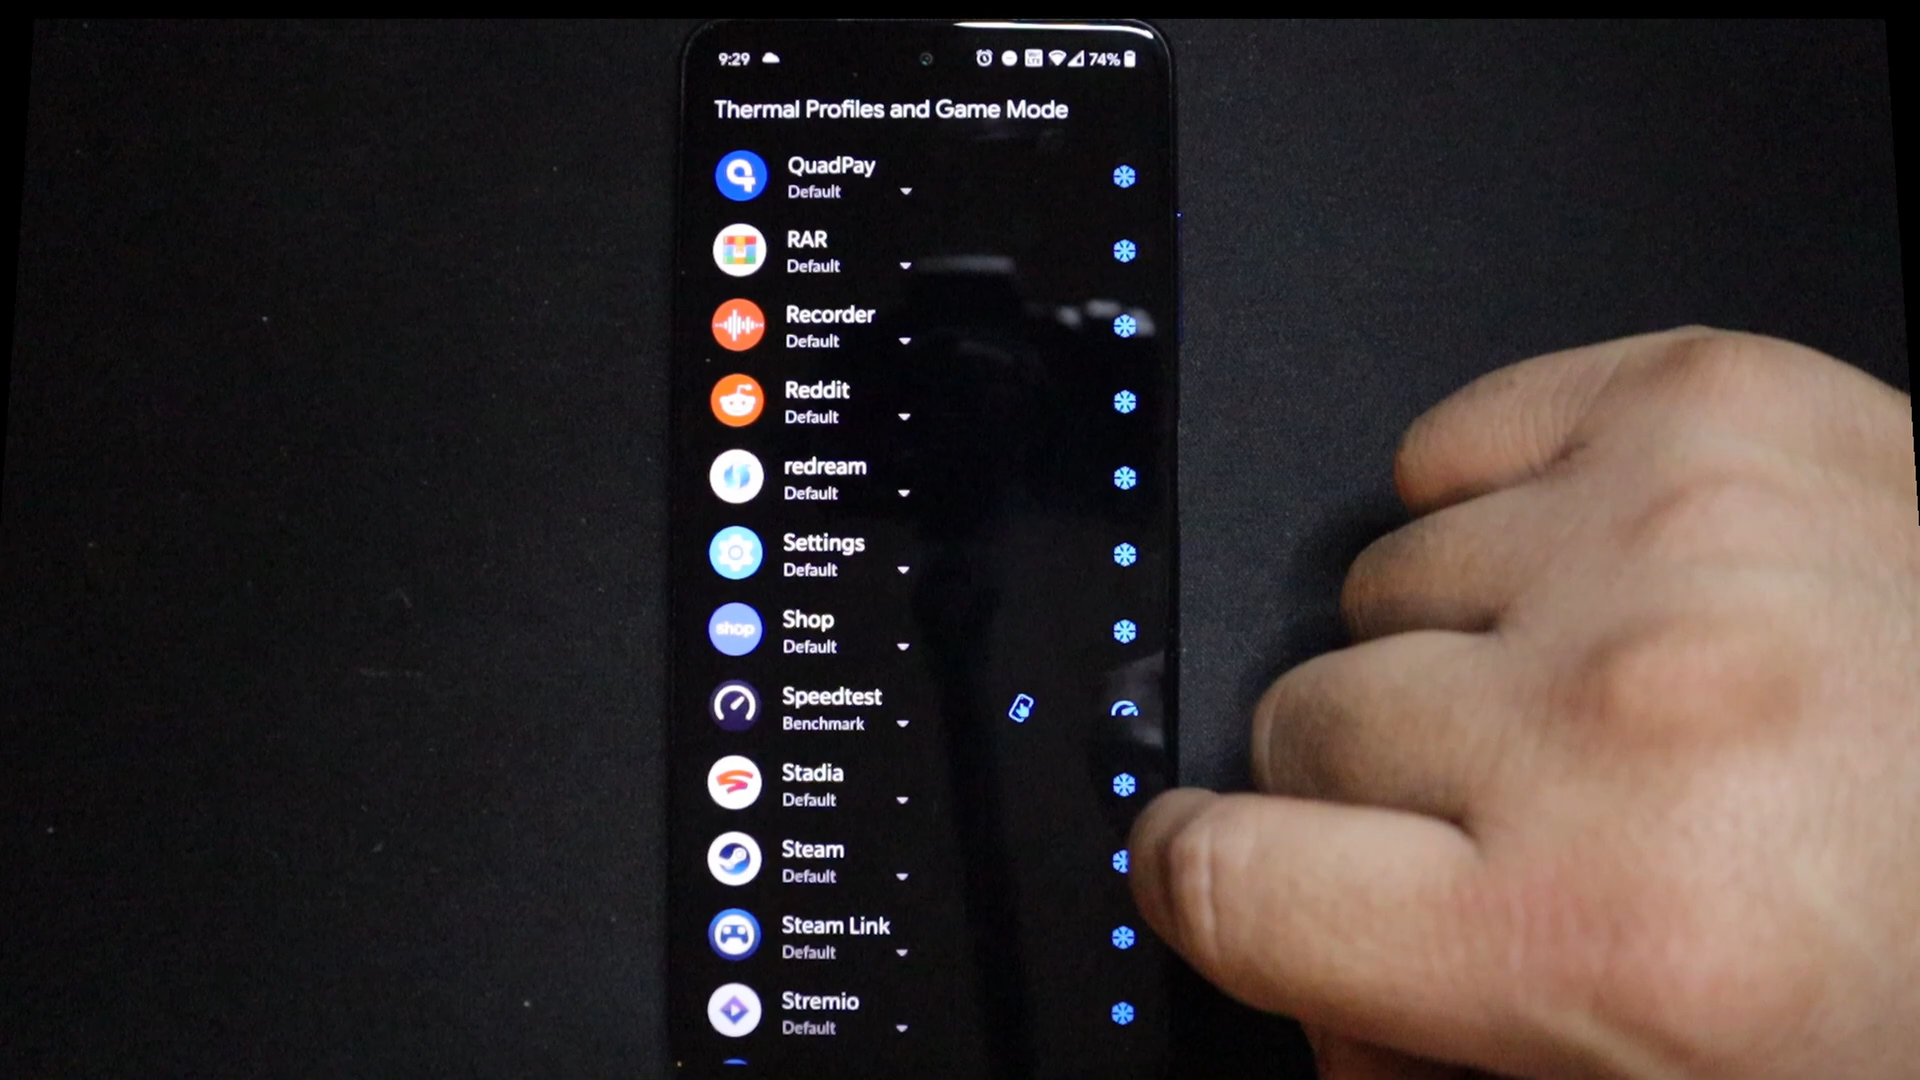 9:29 74%
Thermal Profiles and Game Mode
QuadPay
Default
RAR
Default
Recorder
Default
Reddit
Default
redream
Default
Settings
Default
shop
Shop
Default
Speedtest
Benchmark
Stadia
Default
Steam
Default
Steam Link
Default
Stremio
Default